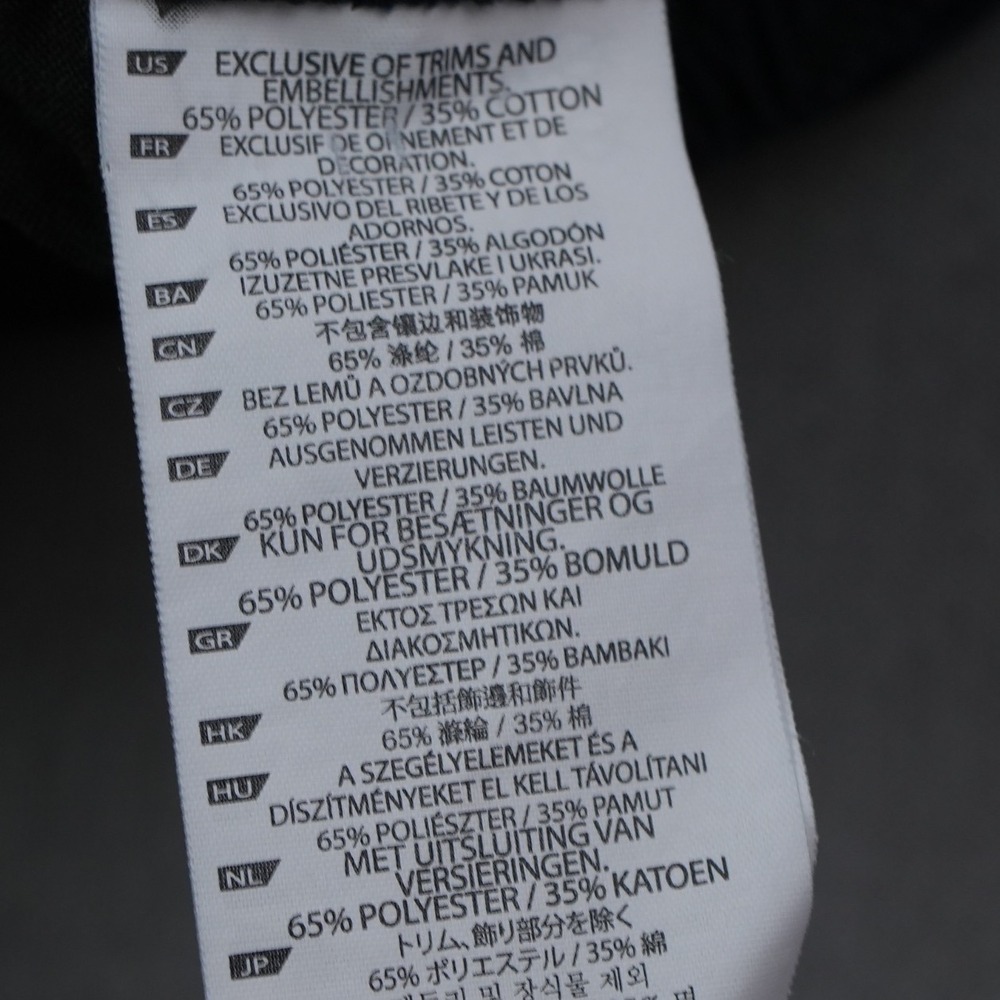 US EXCLUSIVE OF TRIMS AND
EMBELLISHMENTS.
65% POLYESTER / 35% COTTON
FR EXCLUSIF DE ORNEMENT ET DE
DECORATION.
65% POLYESTER / 35% COTON
ES EXCLUSIVO DEL RIBETE Y DE LOS
ADORNOS.
65% POLIÉSTER / 35% ALGODÓN
BA IZUZETNE PRESVLAKE I UKRASI.
65% POLIESTER / 35% PAMUK
CN 不包含镶边和装饰物
65% 涤纶 / 35% 棉
CZ BEZ LEMŮ A OZDOBNÝCH PRVKŮ.
65% POLYESTER / 35% BAVLNA
DE AUSGENOMMEN LEISTEN UND
VERZIERUNGEN.
65% POLYESTER / 35% BAUMWOLLE
DK KUN FOR BESÆTNINGER OG
UDSMYKNING.
65% POLYESTER / 35% BOMULD
GR ΕΚΤΟΣ ΤΡΕΣΩΝ ΚΑΙ
ΔΙΑΚΟΣΜΗΤΙΚΩΝ.
65% ΠΟΛΥΕΣΤΕΡ / 35% ΒΑΜΒΑΚΙ
HK 不包括飾邊和飾件
65% 滌綸 / 35% 棉
HU A SZEGÉLYELEMEKET ÉS A
DÍSZÍTMÉNYEKET EL KELL TÁVOLÍTANI
65% POLIÉSZTER / 35% PAMUT
NL MET UITSLUITING VAN
VERSIERINGEN.
65% POLYESTER / 35% KATOEN
JP トリム、飾り部分を除く
65% ポリエステル / 35% 綿
및 장식물 제외